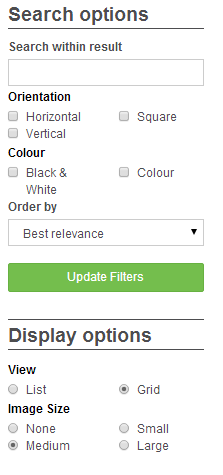 Search options
Search within result
Orientation
Horizontal Square
Vertical
Colour
Black & Colour
White
Order by
Best relevance
Update Filters
Display options
View
List Grid
Image Size
None Small
Medium Large